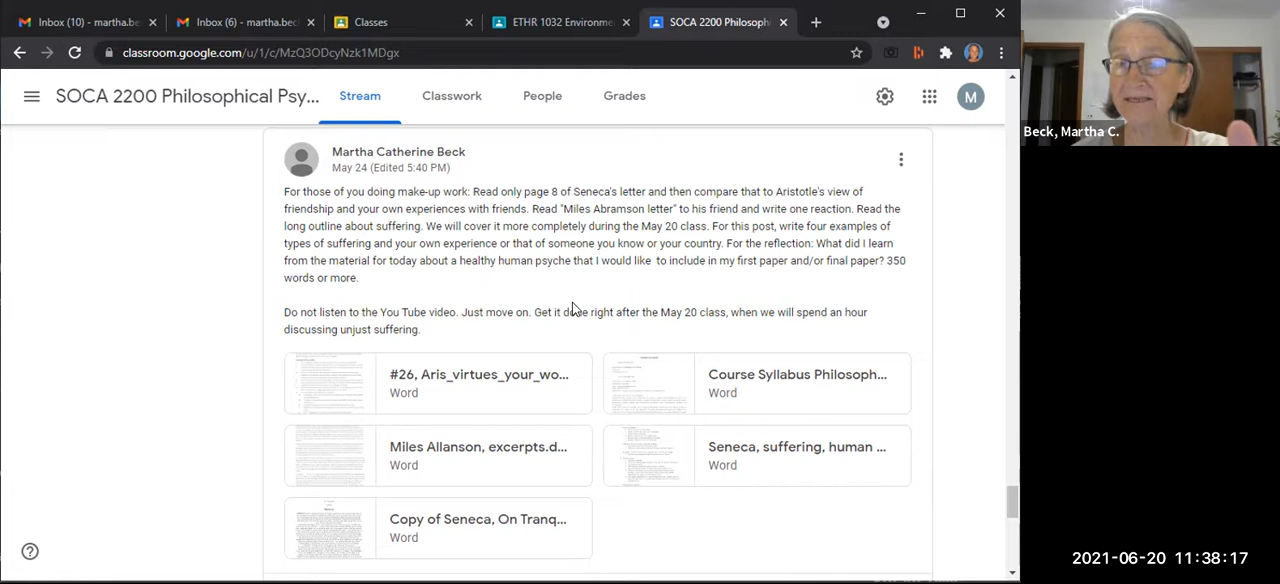 Inbox (10) - martha.be
Inbox (6) - martha.bec
Classes
ETHR 1032 Environme
SOCA 2200 Philosoph
classroom.google.com/u/1/c/MzQ3ODcyNzk1MDgx
SOCA 2200 Philosophical Psy...
Stream
Classwork
People
Grades
M
Beck, Martha C.
Martha Catherine Beck
May 24 (Edited 5:40 PM)
For those of you doing make-up work: Read only page 8 of Seneca's letter and then compare that to Aristotle's view of
friendship and your own experiences with friends. Read "Miles Abramson letter" to his friend and write one reaction. Read the
long outline about suffering. We will cover it more completely during the May 20 class. For this post, write four examples of
types of suffering and your own experience or that of someone you know or your country. For the reflection: What did I learn
from the material for today about a healthy human psyche that I would like to include in my first paper and/or final paper? 350
words or more.
Do not listen to the You Tube video. Just move on. Get it done right after the May 20 class, when we will spend an hour
discussing unjust suffering.
#26, Aris_virtues_your_wo...
Word
Course Syllabus Philosoph...
Word
Miles Allanson, excerpts.d...
Word
Seneca, suffering, human ...
Word
Copy of Seneca, On Tranq...
Word
2021-06-20 11:38:17